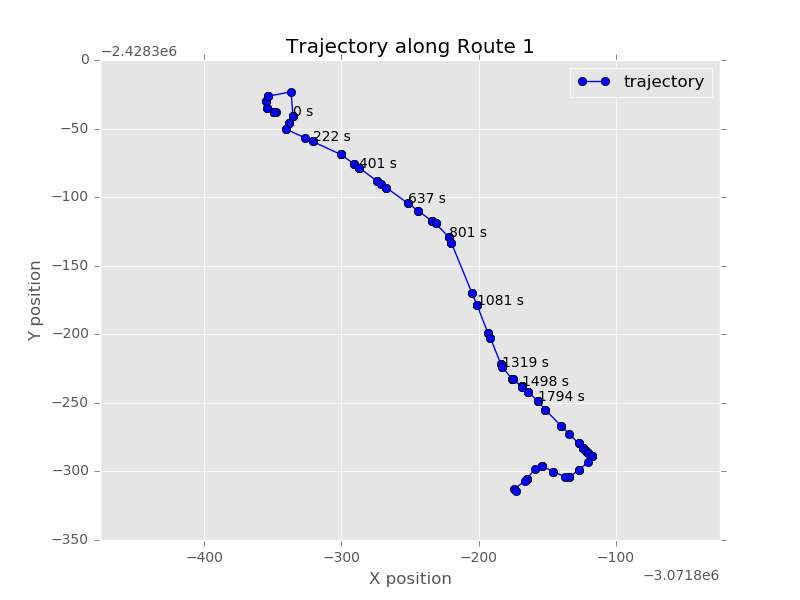 Trajectory along Route 1
−2.4283e6
trajectory
0
−50
−100
−150
−200
−250
−300
−350
Y position
0 s
222 s
401 s
637 s
801 s
1081 s
1319 s
1498 s
1794 s
−400
−300
−200
−100
X position
−3.0718e6